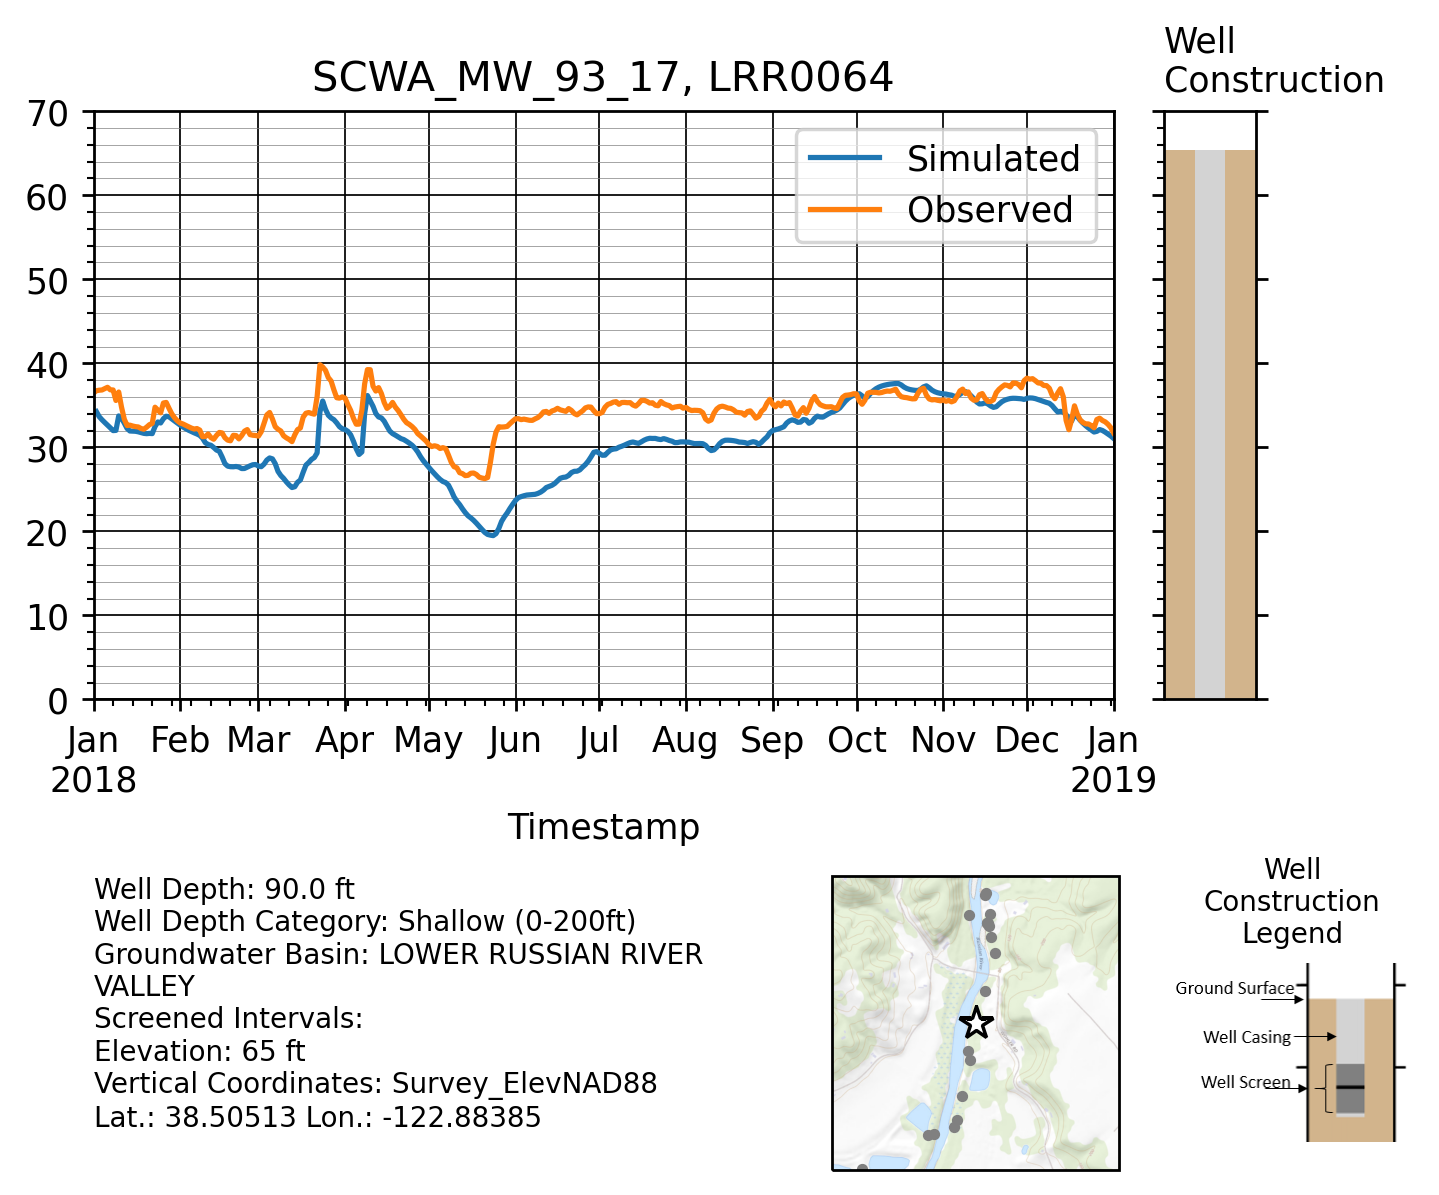 Well
Construction
SCWA_MW_93_17, LRR0064
70
60
50
40
30
20
10
0
Simulated
Observed
Jan Feb Mar Apr May Jun Jul Aug Sep Oct Nov Dec Jan
2018 2019
Timestamp
Well Depth: 90.0 ft
Well Depth Category: Shallow (0-200ft)
Groundwater Basin: LOWER RUSSIAN RIVER
VALLEY
Screened Intervals:
Elevation: 65 ft
Vertical Coordinates: Survey_ElevNAD88
Lat.: 38.50513 Lon.: -122.88385
Well
Construction
Legend
Ground Surface
Well Casing
Well Screen